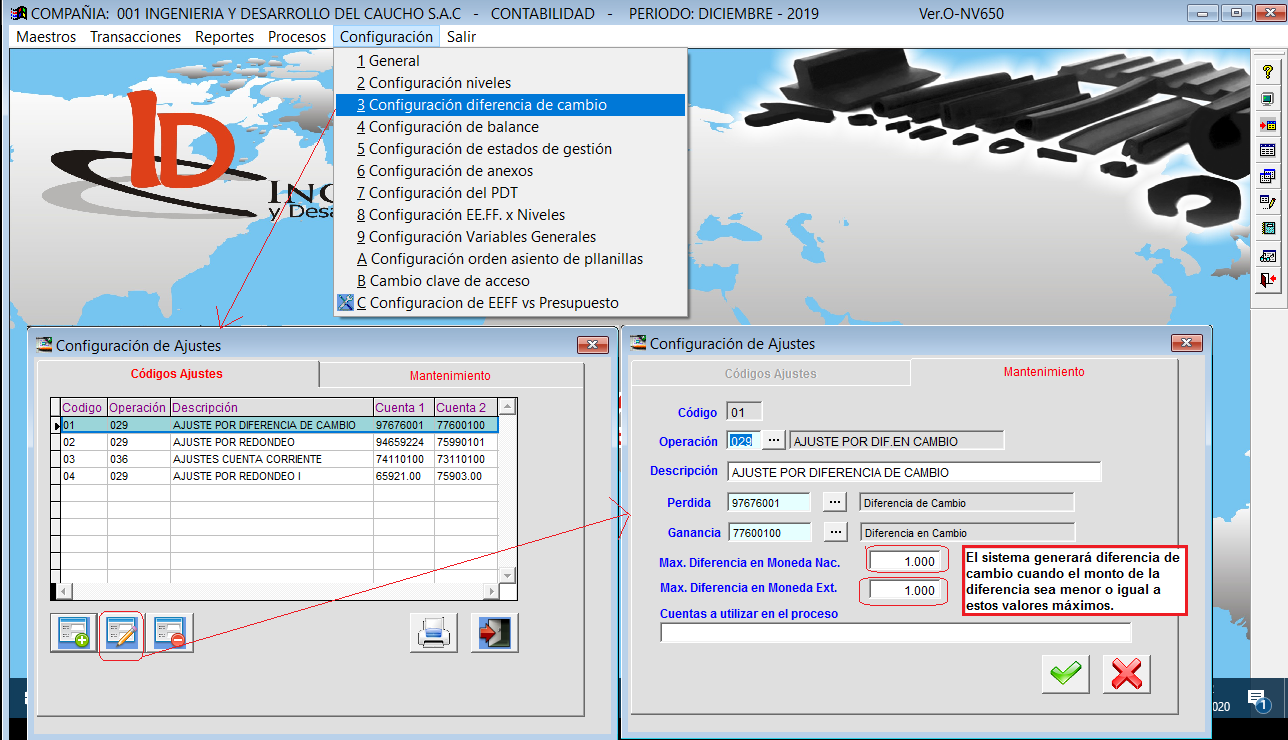 COMPAÑIA: 001 INGENIERIA Y DESARROLLO DEL CAUCHO S.A.C - CONTABILIDAD - PERIODO: DICIEMBRE - 2019 Ver.O-NV650
Maestros Transacciones Reportes Procesos Configuración Salir
1 General
2 Configuración niveles
3 Configuración diferencia de cambio
4 Configuración de balance
5 Configuración de estados de gestión
6 Configuración de anexos
7 Configuración del PDT
8 Configuración EE.FF. x Niveles
9 Configuración Variables Generales
A Configuración orden asiento de pllanillas
B Cambio clave de acceso
C Configuracion de EEFF vs Presupuesto
ID
ING
y Des
Configuración de Ajustes
Códigos Ajustes Mantenimiento
Codigo Operación Descripción Cuenta 1 Cuenta 2
01 029 AJUSTE POR DIFERENCIA DE CAMBIO 97676001 77600100
02 029 AJUSTE POR REDONDEO 94659224 75990101
03 036 AJUSTES CUENTA CORRIENTE 74110100 73110100
04 029 AJUSTE POR REDONDEO I 65921.00 75903.00
Configuración de Ajustes
Códigos Ajustes Mantenimiento
Código 01
Operación 029 ... AJUSTE POR DIF.EN CAMBIO
Descripción AJUSTE POR DIFERENCIA DE CAMBIO
Perdida 97676001 ... Diferencia de Cambio
Ganancia 77600100 ... Diferencia en Cambio
Max. Diferencia en Moneda Nac. 1.000
Max. Diferencia en Moneda Ext. 1.000
Cuentas a utilizar en el proceso
El sistema generará diferencia de
cambio cuando el monto de la
diferencia sea menor o igual a
estos valores máximos.
020
1